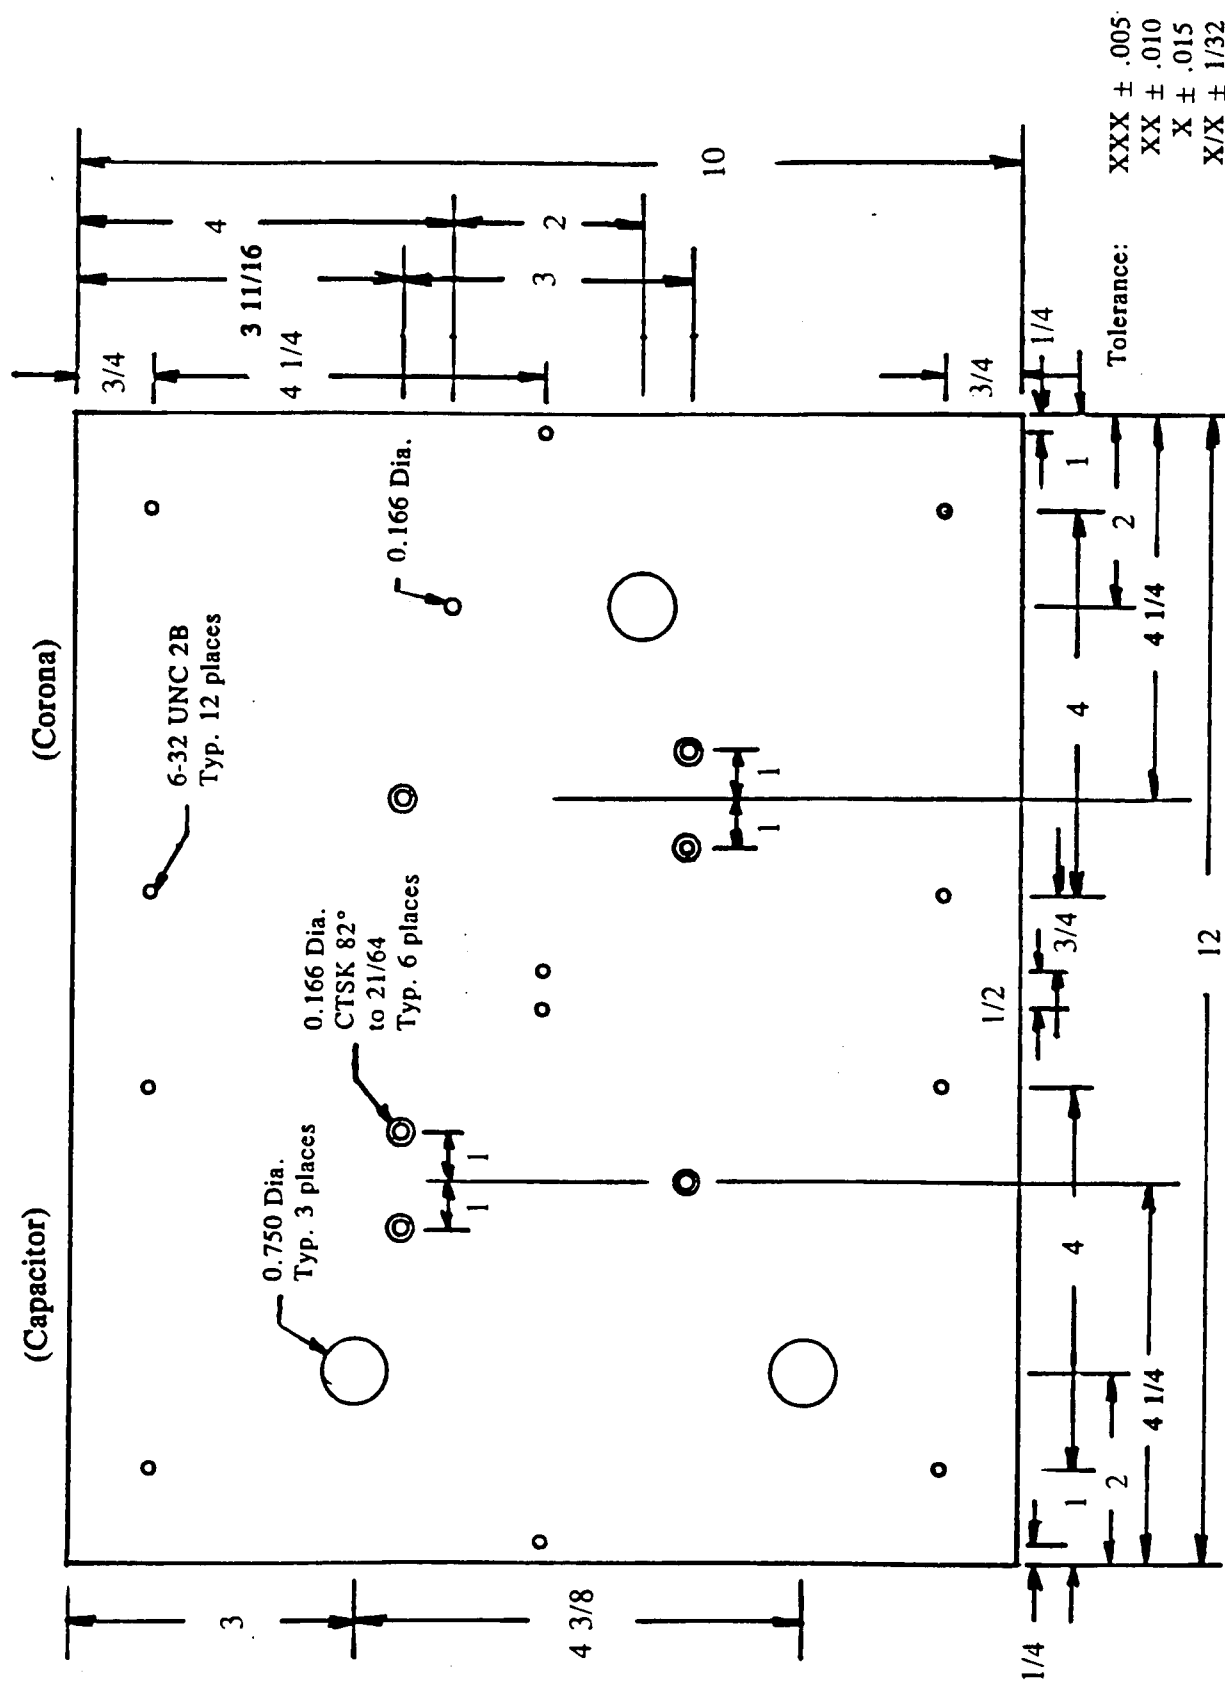 (Capacitor)
(Corona)
0.750 Dia.
Typ. 3 places
0.166 Dia.
CTSK 82°
to 21/64
Typ. 6 places
6-32 UNC 2B
Typ. 12 places
0.166 Dia.
3
4 3/8
1
1
1
1
3/4
4 1/4
3 11/16
3
4
2
10
3/4
1/4
1
2
4 1/4
4
1/2
3/4
4
4 1/4
2
1
1/4
12
Tolerance:
XXX ± .005
XX ± .010
X ± .015
X/X ± 1/32